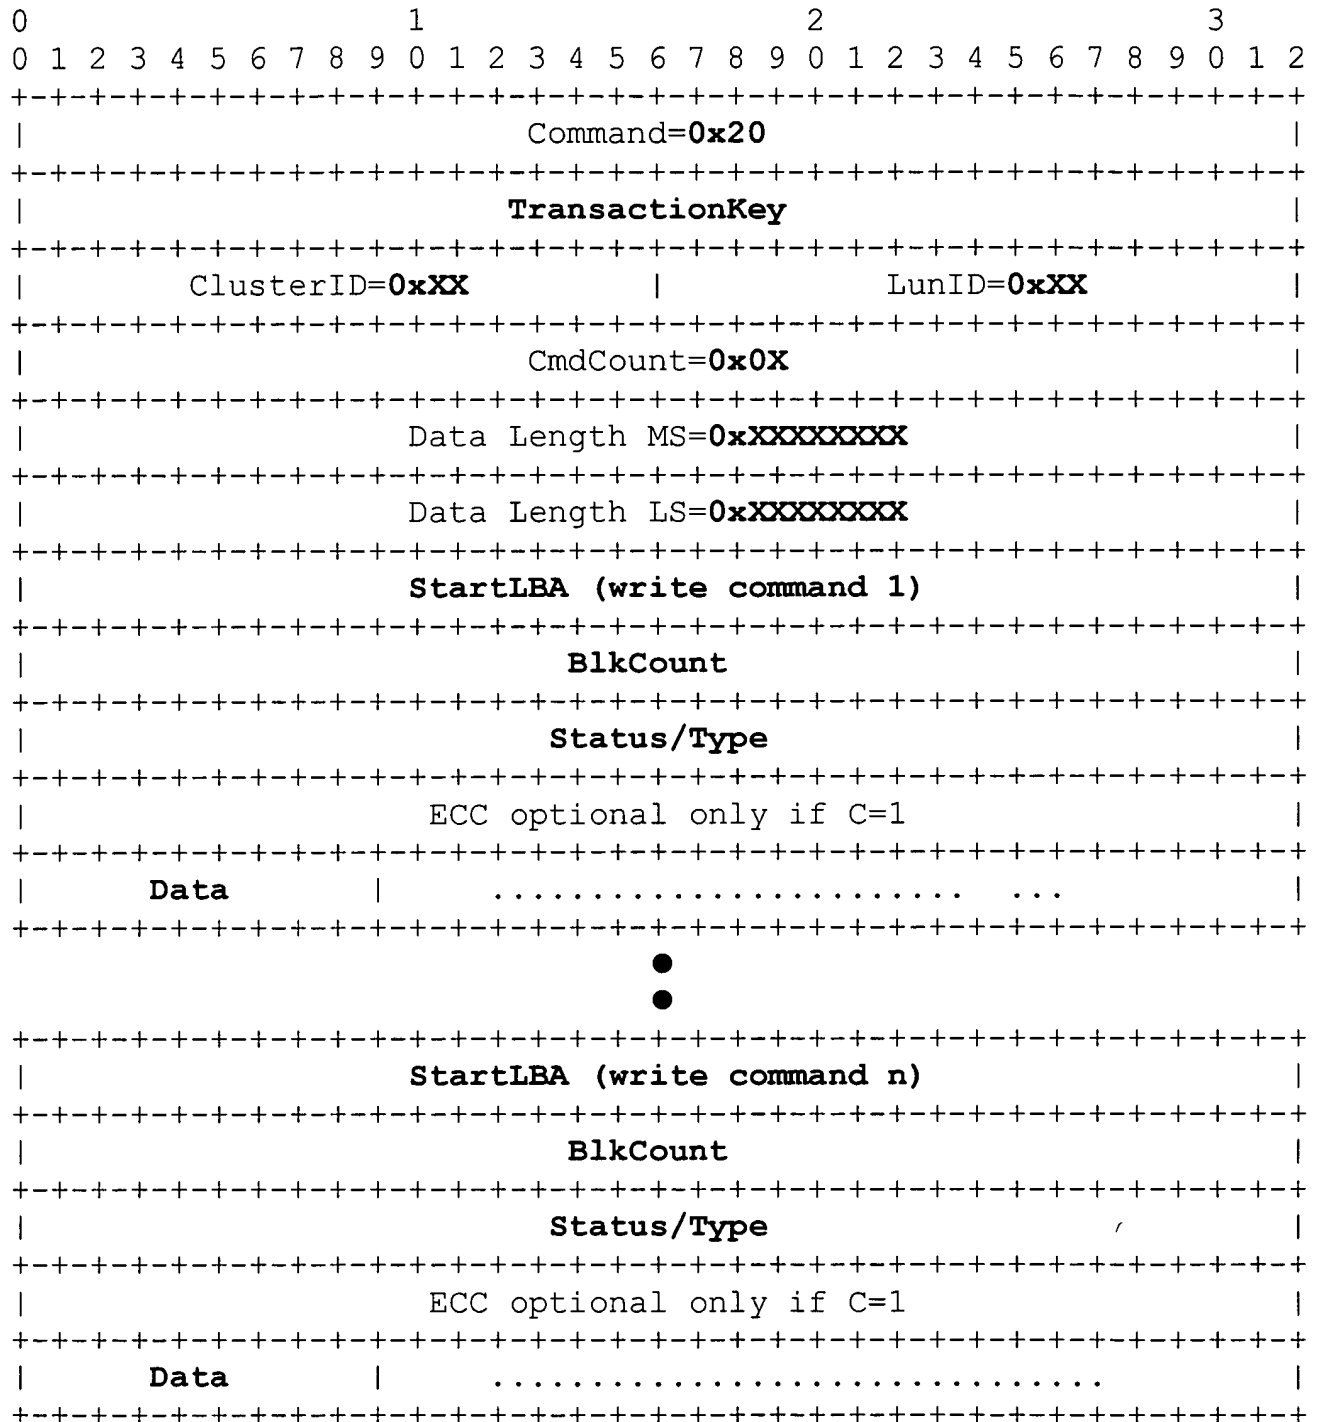 0 1 2 3
0 1 2 3 4 5 6 7 8 9 0 1 2 3 4 5 6 7 8 9 0 1 2 3 4 5 6 7 8 9 0 1 2
+-+-+-+-+-+-+-+-+-+-+-+-+-+-+-+-+-+-+-+-+-+-+-+-+-+-+-+-+-+-+-+-+
| Command=0x20 |
+-+-+-+-+-+-+-+-+-+-+-+-+-+-+-+-+-+-+-+-+-+-+-+-+-+-+-+-+-+-+-+-+
| TransactionKey |
+-+-+-+-+-+-+-+-+-+-+-+-+-+-+-+-+-+-+-+-+-+-+-+-+-+-+-+-+-+-+-+-+
| ClusterID=0xXX | LunID=0xXX |
+-+-+-+-+-+-+-+-+-+-+-+-+-+-+-+-+-+-+-+-+-+-+-+-+-+-+-+-+-+-+-+-+
| CmdCount=0x0X |
+-+-+-+-+-+-+-+-+-+-+-+-+-+-+-+-+-+-+-+-+-+-+-+-+-+-+-+-+-+-+-+-+
| Data Length MS=0xXXXXXXXX |
+-+-+-+-+-+-+-+-+-+-+-+-+-+-+-+-+-+-+-+-+-+-+-+-+-+-+-+-+-+-+-+-+
| Data Length LS=0xXXXXXXXX |
+-+-+-+-+-+-+-+-+-+-+-+-+-+-+-+-+-+-+-+-+-+-+-+-+-+-+-+-+-+-+-+-+
| StartLBA (write command 1) |
+-+-+-+-+-+-+-+-+-+-+-+-+-+-+-+-+-+-+-+-+-+-+-+-+-+-+-+-+-+-+-+-+
| BlkCount |
+-+-+-+-+-+-+-+-+-+-+-+-+-+-+-+-+-+-+-+-+-+-+-+-+-+-+-+-+-+-+-+-+
| Status/Type |
+-+-+-+-+-+-+-+-+-+-+-+-+-+-+-+-+-+-+-+-+-+-+-+-+-+-+-+-+-+-+-+-+
| ECC optional only if C=1 |
+-+-+-+-+-+-+-+-+-+-+-+-+-+-+-+-+-+-+-+-+-+-+-+-+-+-+-+-+-+-+-+-+
| Data | ........................ ... |
+-+-+-+-+-+-+-+-+-+-+-+-+-+-+-+-+-+-+-+-+-+-+-+-+-+-+-+-+-+-+-+-+
●
●
+-+-+-+-+-+-+-+-+-+-+-+-+-+-+-+-+-+-+-+-+-+-+-+-+-+-+-+-+-+-+-+-+
| StartLBA (write command n) |
+-+-+-+-+-+-+-+-+-+-+-+-+-+-+-+-+-+-+-+-+-+-+-+-+-+-+-+-+-+-+-+-+
| BlkCount |
+-+-+-+-+-+-+-+-+-+-+-+-+-+-+-+-+-+-+-+-+-+-+-+-+-+-+-+-+-+-+-+-+
| Status/Type |
+-+-+-+-+-+-+-+-+-+-+-+-+-+-+-+-+-+-+-+-+-+-+-+-+-+-+-+-+-+-+-+-+
| ECC optional only if C=1 |
+-+-+-+-+-+-+-+-+-+-+-+-+-+-+-+-+-+-+-+-+-+-+-+-+-+-+-+-+-+-+-+-+
| Data | ............................... |
+-+-+-+-+-+-+-+-+-+-+-+-+-+-+-+-+-+-+-+-+-+-+-+-+-+-+-+-+-+-+-+-+